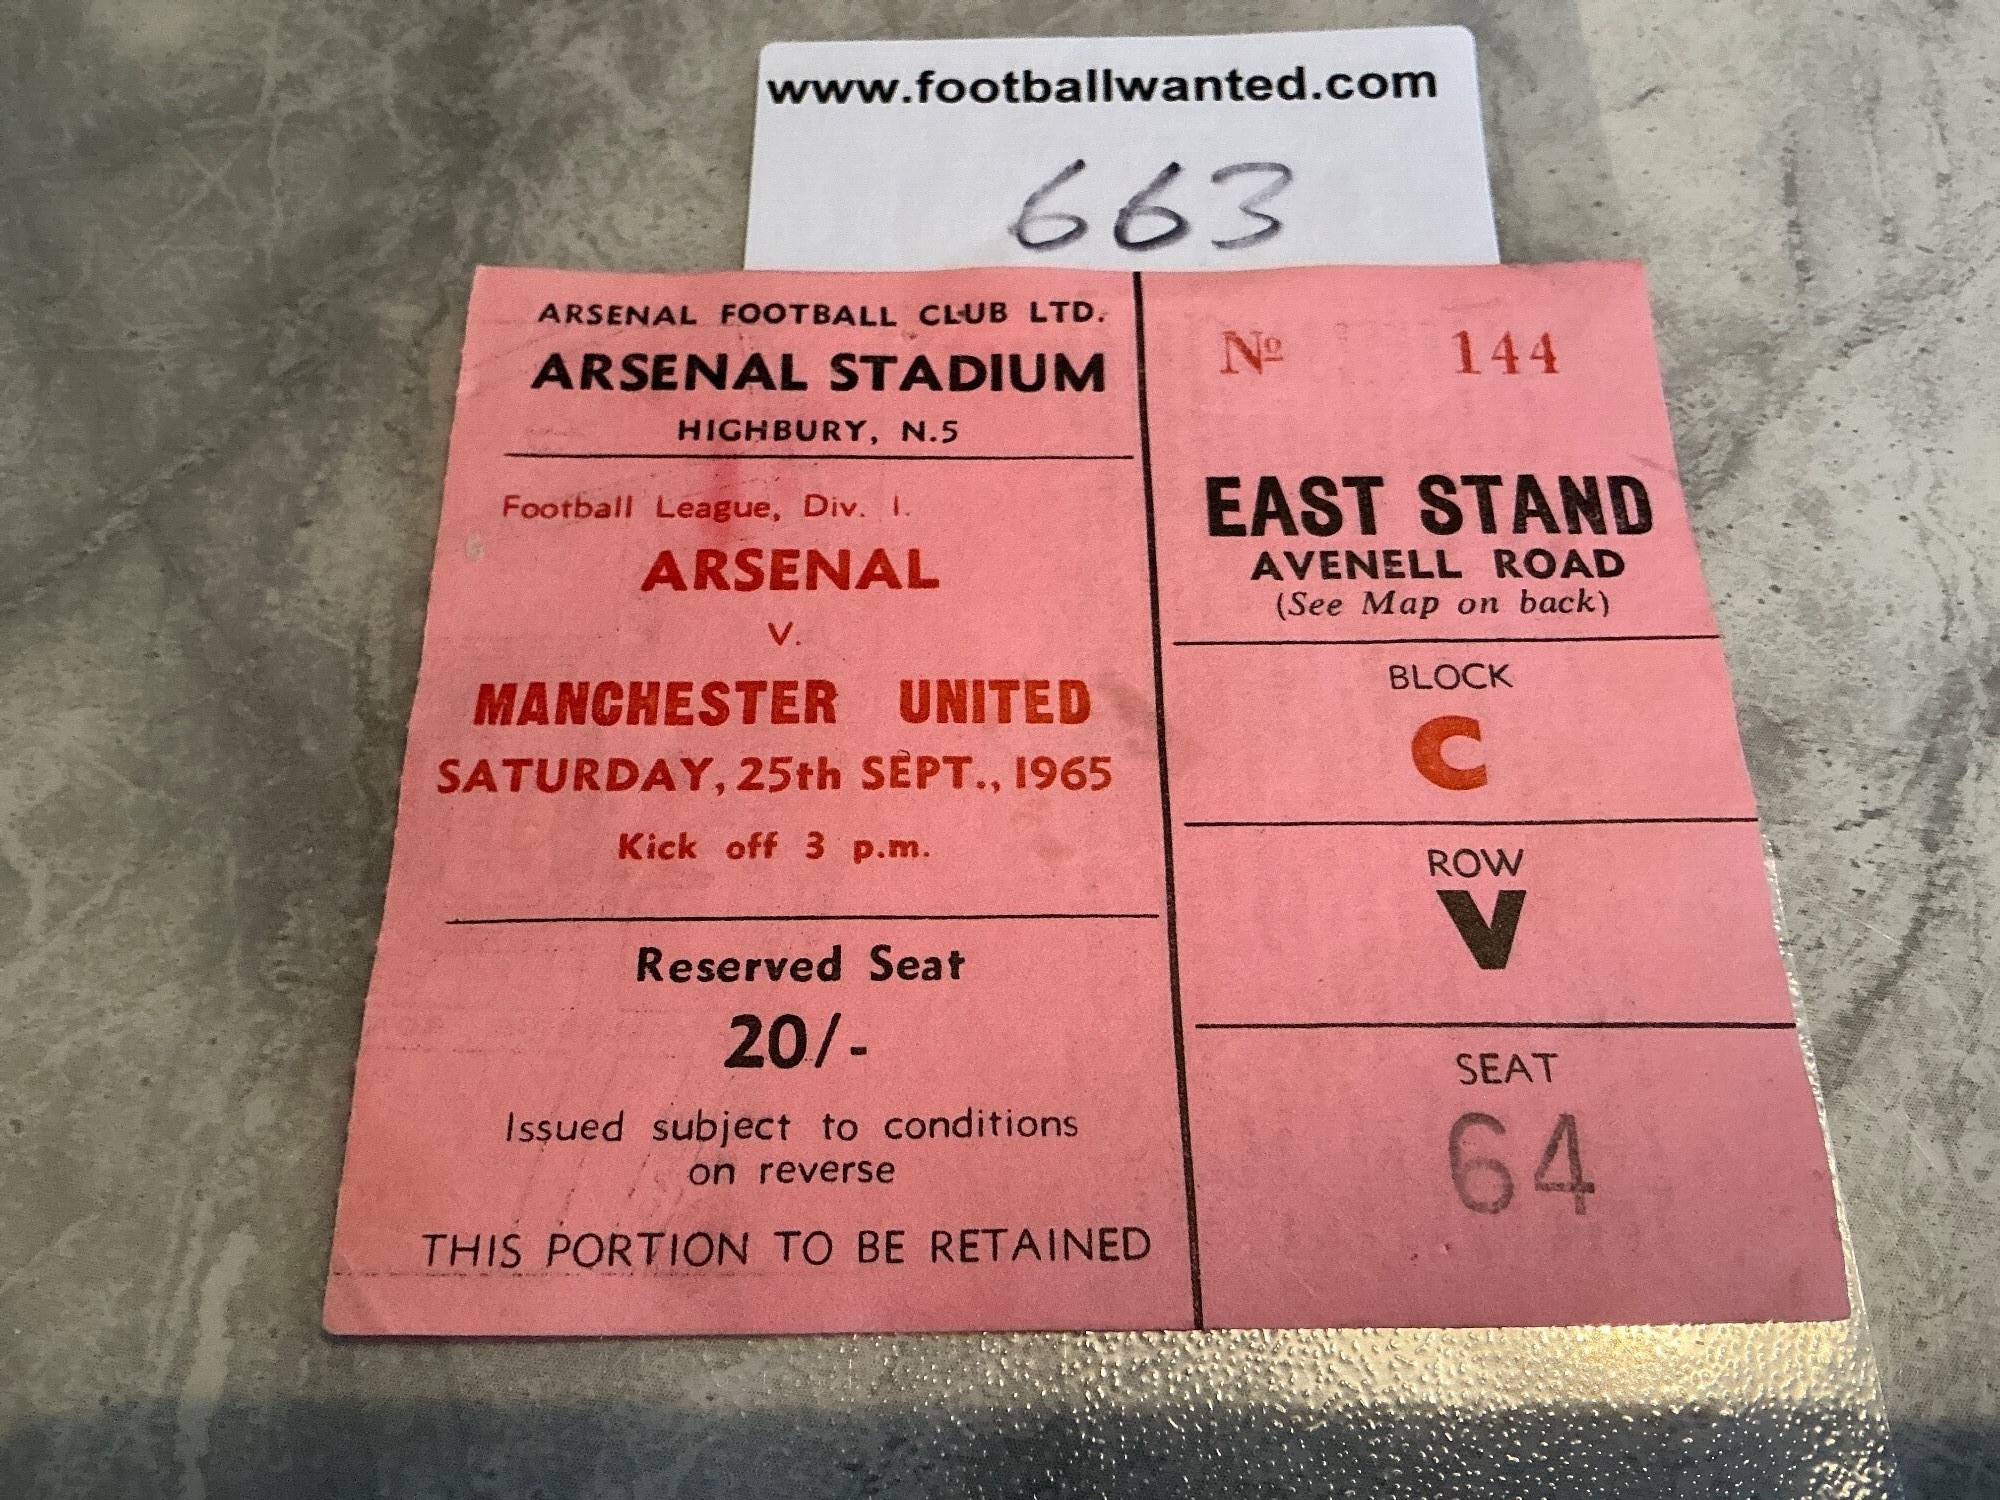 www.footballwanted.com
663
ARSENAL FOOTBALL CLUB LTD.
ARSENAL STADIUM
HIGHBURY, N.5
Football League, Div. 1.
ARSENAL
V.
MANCHESTER UNITED
SATURDAY, 25th SEPT., 1965
Kick off 3 p.m.
Reserved Seat
20/-
Issued subject to conditions
on reverse
THIS PORTION TO BE RETAINED
Nº 144
EAST STAND
AVENELL ROAD
(See Map on back)
BLOCK
C
ROW
V
SEAT
64